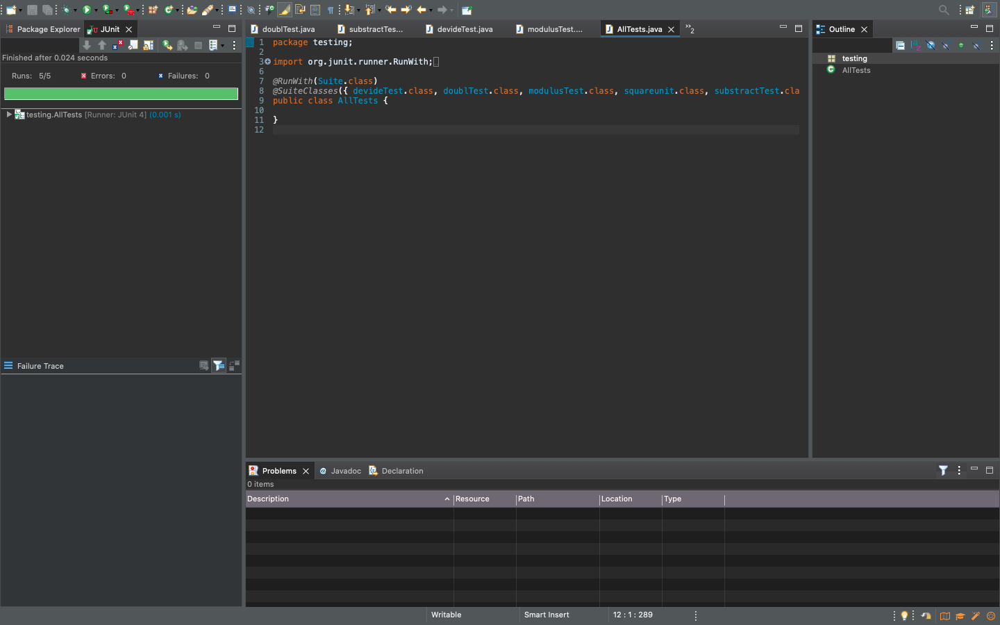 Package Explorer
JUnit
Finished after 0.024 seconds
Runs: 5/5
Errors: 0
Failures: 0
testing.AllTests [Runner: JUnit 4] (0.001 s)
Failure Trace
doublTest.java
substractTes...
devideTest.java
modulusTest....
AllTests.java
»2
1 package testing;
2
3 import org.junit.runner.RunWith;
6
7 @RunWith(Suite.class)
8 @SuiteClasses({ devideTest.class, doublTest.class, modulusTest.class, squareunit.class, substractTest.cla
9 public class AllTests {
10
11 }
12
Outline
testing
AllTests
Problems
Javadoc
Declaration
0 items
Description
Resource
Path
Location
Type
Writable
Smart Insert
12 : 1 : 289